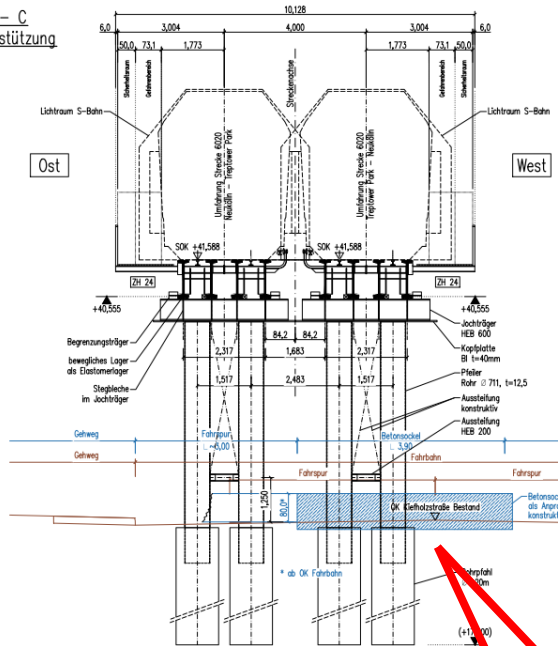 – C
stützung
10,128
6,0
3,004
4,000
3,004
6,0
50,0
73,1
1,773
1,773
73,1
50,0
Sicherheitsraum
Gefahrenbereich
Streckenachse
Gefahrenbereich
Sicherheitsraum
Lichtraum S-Bahn
Lichtraum S-Bahn
Umfahrung Strecke 6020
Neukölln – Treptower Park
Umfahrung Strecke 6020
Treptower Park – Neukölln
Ost
West
SOK +41,588
SOK +41,588
ZH 24
ZH 24
+40,555
+40,555
Begrenzungsträger
bewegliches Lager
als Elastomerlager
Stegbleche
im Jochträger
84,2
84,2
2,317
1,683
2,317
1,517
2,483
1,517
Jochträger
HEB 600
Kopfplatte
Bl t=40mm
Pfeiler
Rohr Ø 711, t=12,5
Aussteifung
konstruktiv
Aussteifung
HEB 200
Gehweg
Fahrspur
~6,00
Betonsockel
3,90
Gehweg
Fahrbahn
Fahrspur
Fahrspur
1,250
80,0*
OK Kiefholzstraße Bestand
Betonsoc
als Anpra
konstrukt
* ab OK Fahrbahn